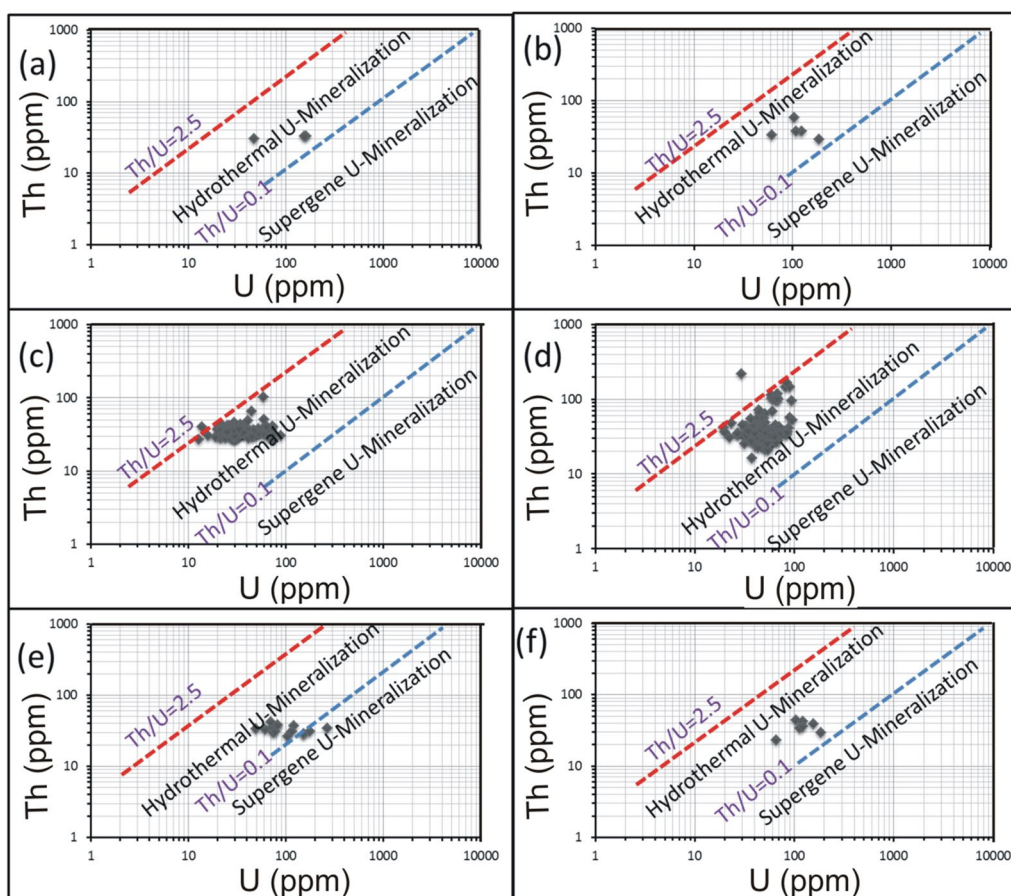 (a)
1000
100
10
1
Th (ppm)
Th/U=2.5
Hydrothermal U-Mineralization
Th/U=0.1
Supergene U-Mineralization
1 10 100 1000 10000
U (ppm)
(b)
1000
100
10
1
Th (ppm)
Th/U=2.5
Hydrothermal U-Mineralization
Th/U=0.1
Supergene U-Mineralization
1 10 100 1000 10000
U (ppm)
(c)
1000
100
10
1
Th (ppm)
Th/U=2.5
Hydrothermal U-Mineralization
Th/U=0.1
Supergene U-Mineralization
1 10 100 1000 10000
U (ppm)
(d)
1000
100
10
1
Th (ppm)
Th/U=2.5
Hydrothermal U-Mineralization
Th/U=0.1
Supergene U-Mineralization
1 10 100 1000 10000
U (ppm)
(e)
1000
100
10
1
Th (ppm)
Th/U=2.5
Hydrothermal U-Mineralization
Th/U=0.1
Supergene U-Mineralization
1 10 100 1000 10000
U (ppm)
(f)
1000
100
10
1
Th (ppm)
Th/U=2.5
Hydrothermal U-Mineralization
Th/U=0.1
Supergene U-Mineralization
1 10 100 1000 10000
U (ppm)